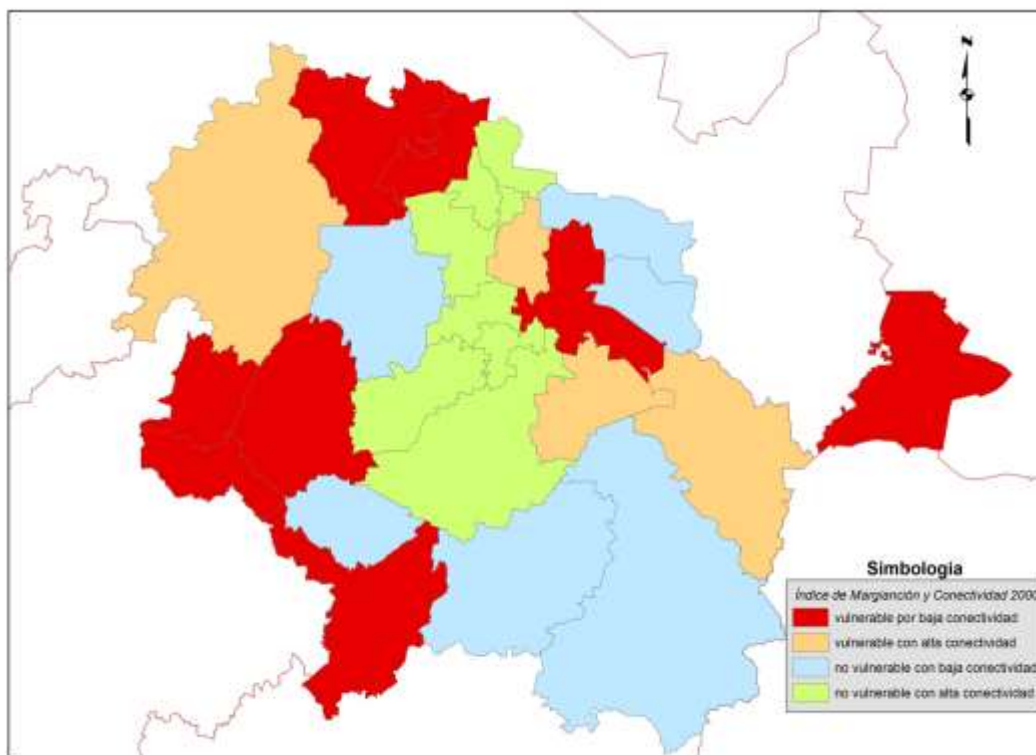 N
Simbología
Índice de Margianción y Conectividad 2000
vulnerable por baja conectividad
vulnerable con alta conectividad
no vulnerable con baja conectividad
no vulnerable con alta conectividad